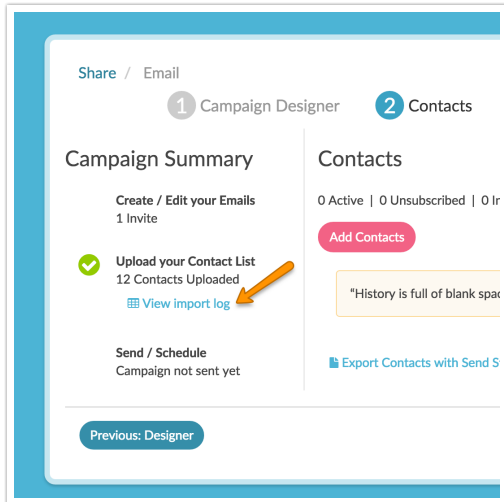 Share / Email
1 Campaign Designer 2 Contacts
Campaign Summary
Create / Edit your Emails
1 Invite
Upload your Contact List
12 Contacts Uploaded
View import log
Send / Schedule
Campaign not sent yet
Contacts
0 Active | 0 Unsubscribed | 0
Add Contacts
“History is full of blank
Export Contacts with Send
Previous: Designer